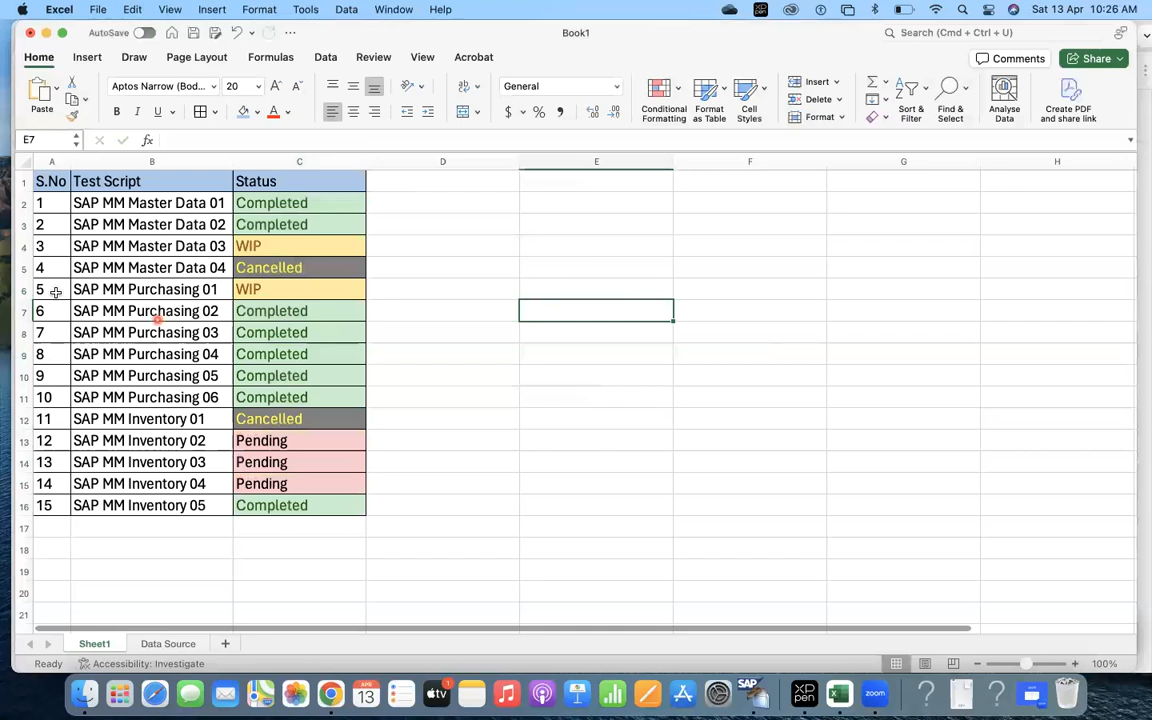 Excel File Edit View Insert Format Tools Data Window Help Sat 13 Apr 10:26 AM
AutoSave Book1 Search (Cmd + Ctrl + U)
Home Insert Draw Page Layout Formulas Data Review View Acrobat Comments Share
Paste Aptos Narrow (Bod... 20 A A ab General Insert Delete Format
B I U A $ % , Conditional Formatting Format as Table Cell Styles Sort & Filter Find & Select Analyse Data Create PDF and share link
E7 fx
A B C D E F G H
1 S.No Test Script Status
2 1 SAP MM Master Data 01 Completed
3 2 SAP MM Master Data 02 Completed
4 3 SAP MM Master Data 03 WIP
5 4 SAP MM Master Data 04 Cancelled
6 5 SAP MM Purchasing 01 WIP
7 6 SAP MM Purchasing 02 Completed
8 7 SAP MM Purchasing 03 Completed
9 8 SAP MM Purchasing 04 Completed
10 9 SAP MM Purchasing 05 Completed
11 10 SAP MM Purchasing 06 Completed
12 11 SAP MM Inventory 01 Cancelled
13 12 SAP MM Inventory 02 Pending
14 13 SAP MM Inventory 03 Pending
15 14 SAP MM Inventory 04 Pending
16 15 SAP MM Inventory 05 Completed
17
18
19
20
21
Sheet1 Data Source +
Ready Accessibility: Investigate 100%
APR 13 tv SAP XP PEN zoom